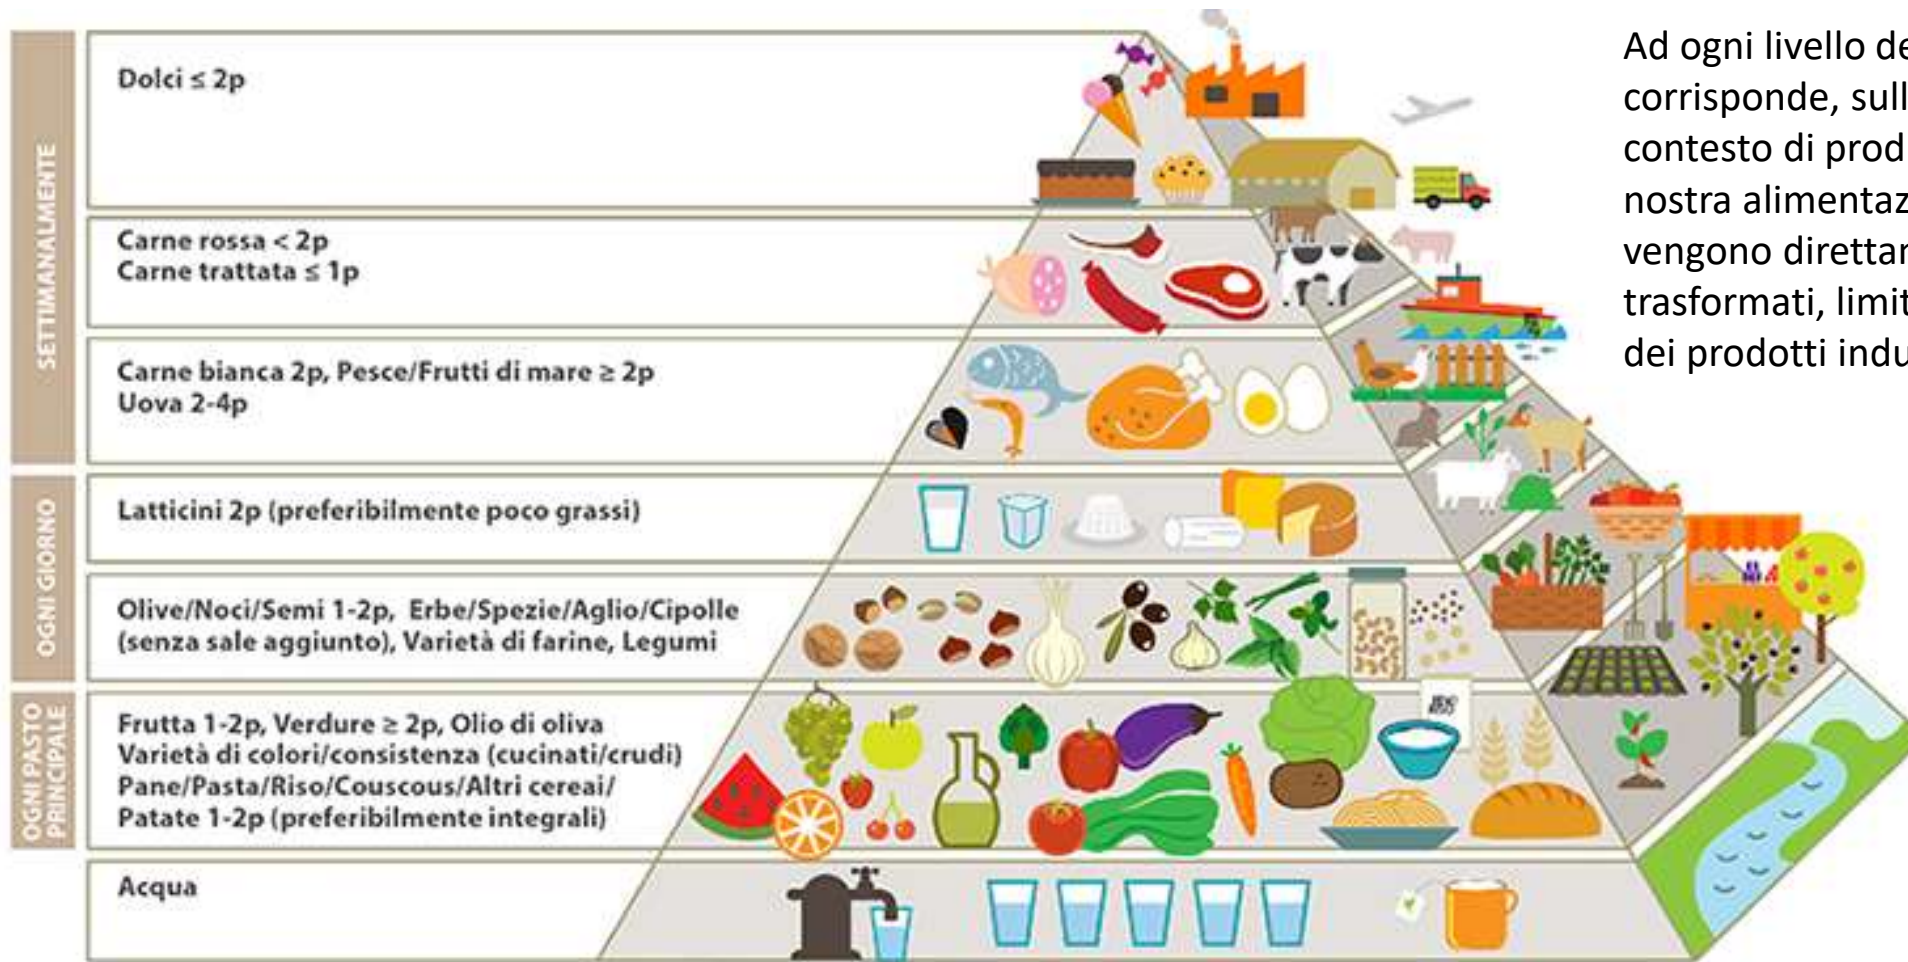 SETTIMANALMENTE
Dolci ≤ 2p
Carne rossa < 2p
Carne trattata ≤ 1p
Carne bianca 2p, Pesce/Frutti di mare ≥ 2p
Uova 2-4p
OGNI GIORNO
Latticini 2p (preferibilmente poco grassi)
Olive/Noci/Semi 1-2p, Erbe/Spezie/Aglio/Cipolle
(senza sale aggiunto), Varietà di farine, Legumi
OGNI PASTO
PRINCIPALE
Frutta 1-2p, Verdure ≥ 2p, Olio di oliva
Varietà di colori/consistenza (cucinati/crudi)
Pane/Pasta/Riso/Couscous/Altri cereai/
Patate 1-2p (preferibilmente integrali)
Acqua
Ad ogni livello de
corrisponde, sull
contesto di prod
nostra alimentaz
vengono direttan
trasformati, limit
dei prodotti indu